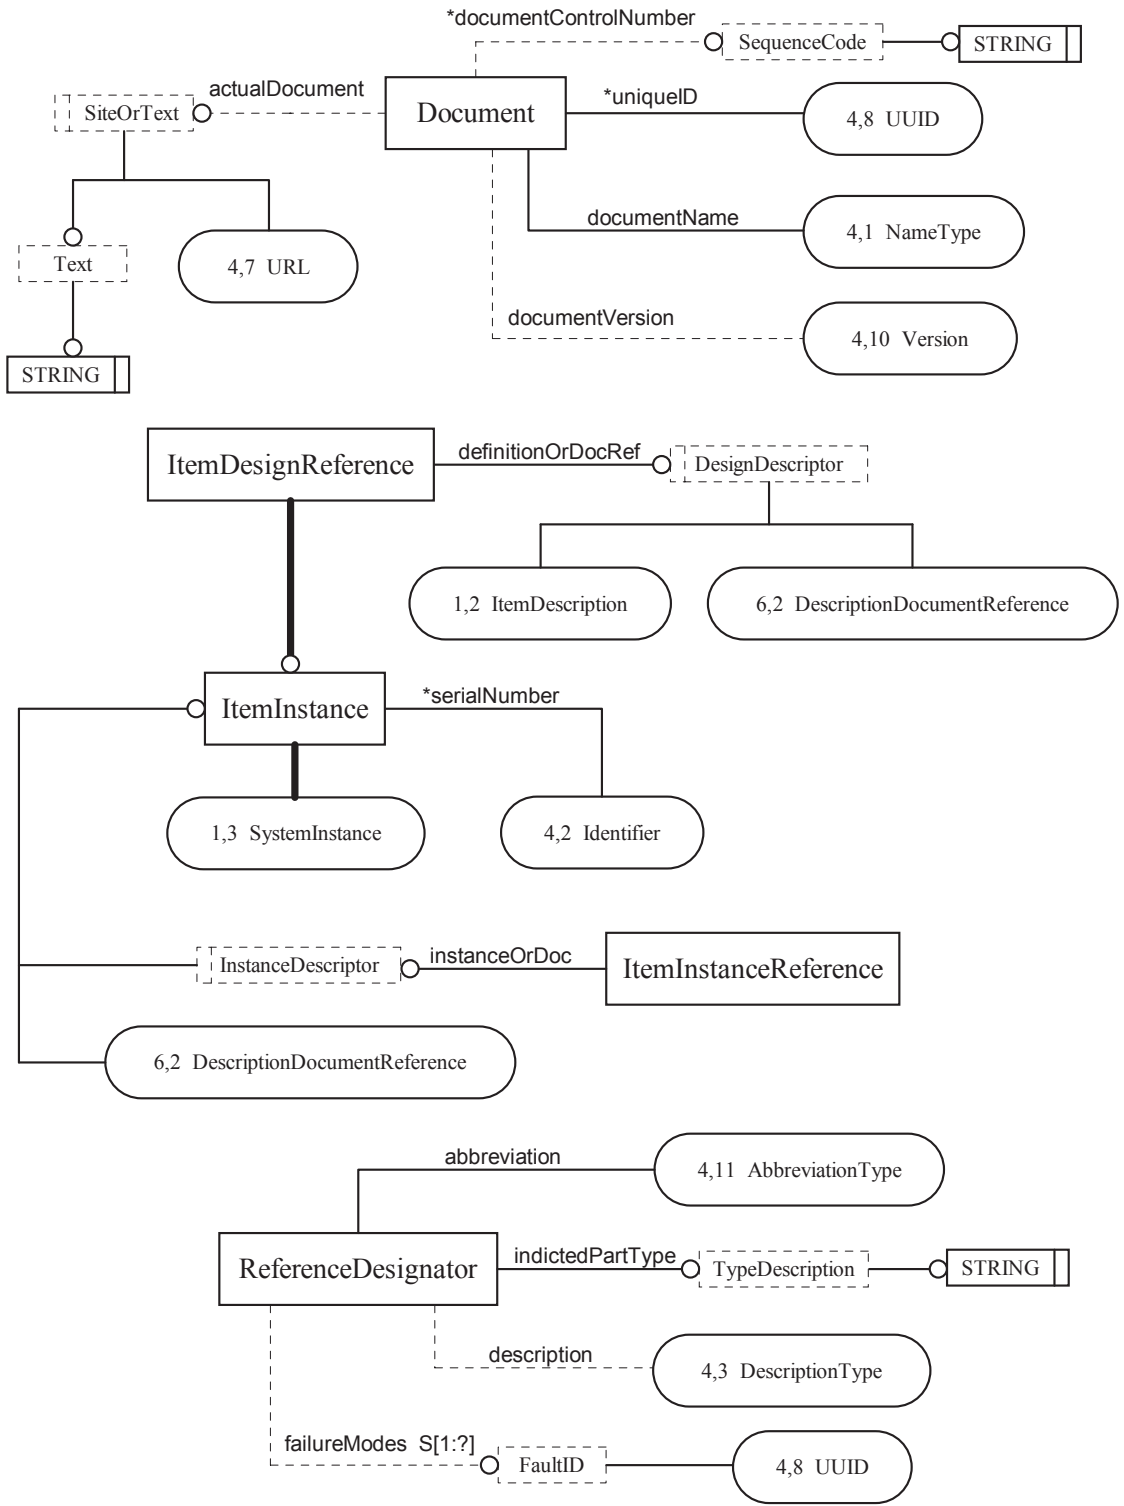 *documentControlNumber
SequenceCode
STRING
actualDocument
SiteOrText
Document
*uniqueID
4,8 UUID
documentName
4,1 NameType
Text
4,7 URL
documentVersion
4,10 Version
STRING
ItemDesignReference
definitionOrDocRef
DesignDescriptor
1,2 ItemDescription
6,2 DescriptionDocumentReference
ItemInstance
*serialNumber
1,3 SystemInstance
4,2 Identifier
InstanceDescriptor
instanceOrDoc
ItemInstanceReference
6,2 DescriptionDocumentReference
abbreviation
4,11 AbbreviationType
ReferenceDesignator
indictedPartType
TypeDescription
STRING
description
4,3 DescriptionType
failureModes S[1:?]
FaultID
4,8 UUID